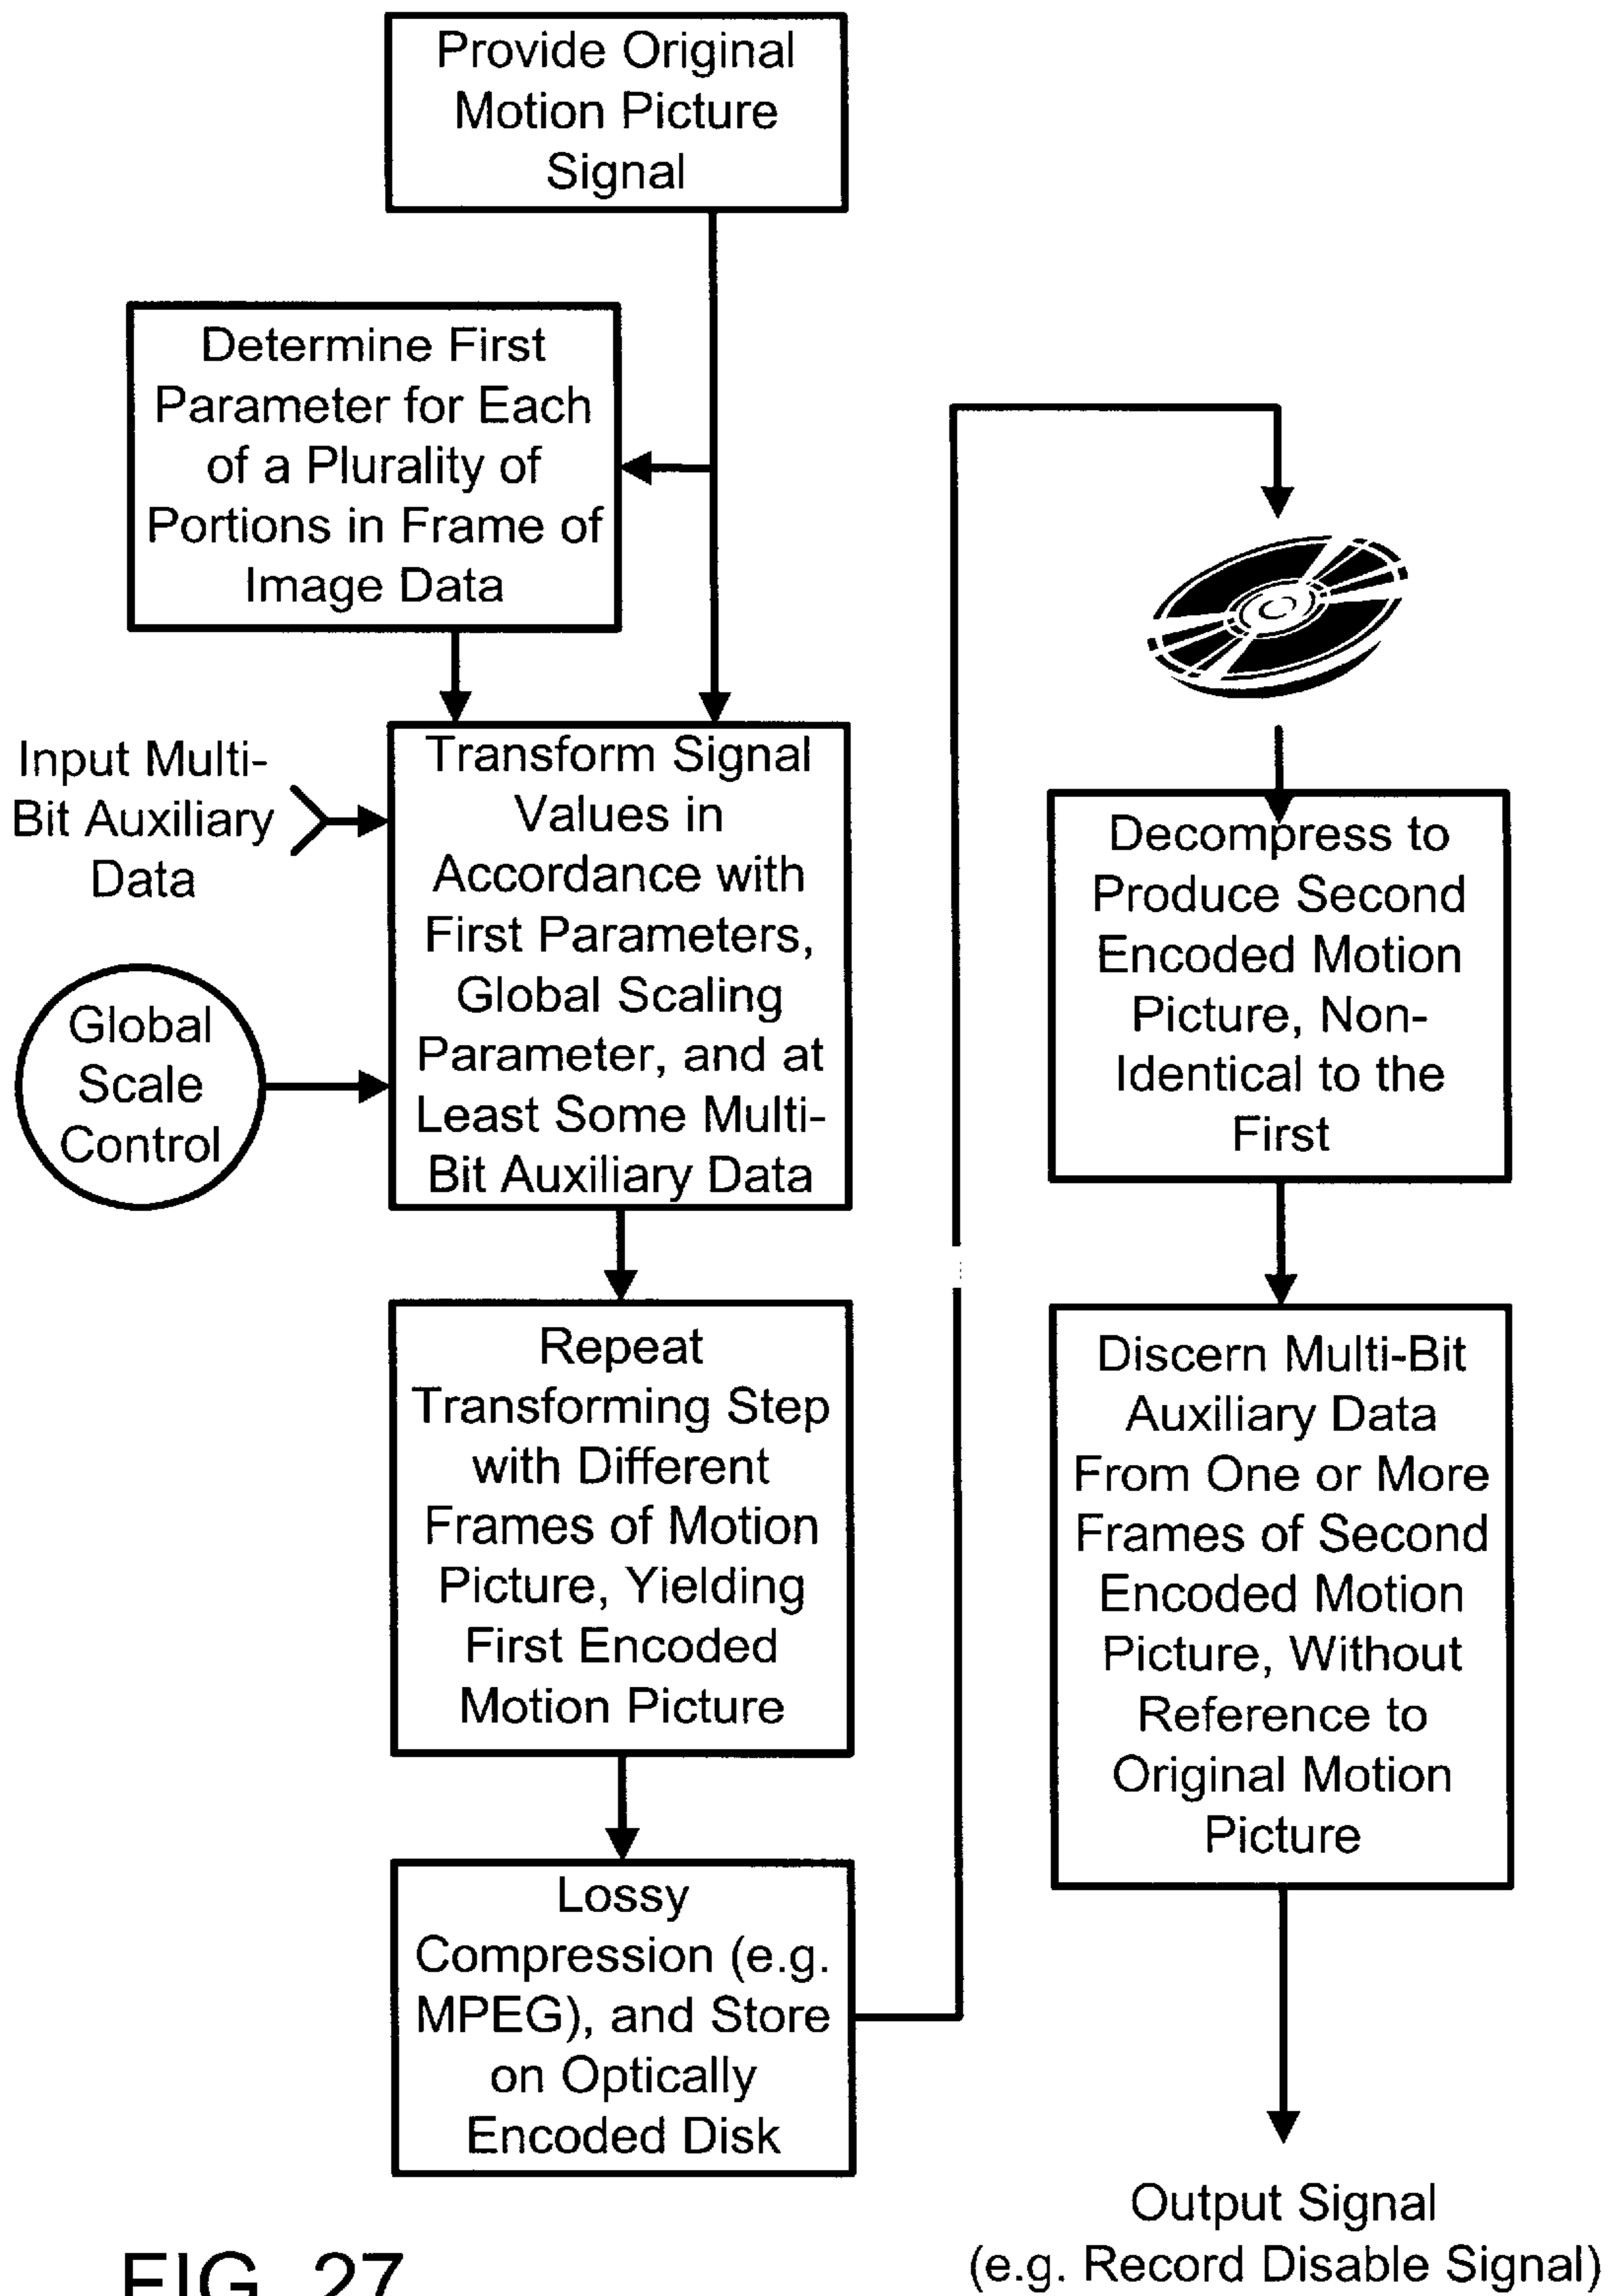 Provide Original
Motion Picture
Signal
Determine First
Parameter for Each
of a Plurality of
Portions in Frame of
Image Data
Input Multi-
Bit Auxiliary
Data
Global
Scale
Control
Transform Signal
Values in
Accordance with
First Parameters,
Global Scaling
Parameter, and at
Least Some Multi-
Bit Auxiliary Data
Repeat
Transforming Step
with Different
Frames of Motion
Picture, Yielding
First Encoded
Motion Picture
Lossy
Compression (e.g.
MPEG), and Store
on Optically
Encoded Disk
Decompress to
Produce Second
Encoded Motion
Picture, Non-
Identical to the
First
Discern Multi-Bit
Auxiliary Data
From One or More
Frames of Second
Encoded Motion
Picture, Without
Reference to
Original Motion
Picture
Output Signal
(e.g. Record Disable Signal)
FIG. 27